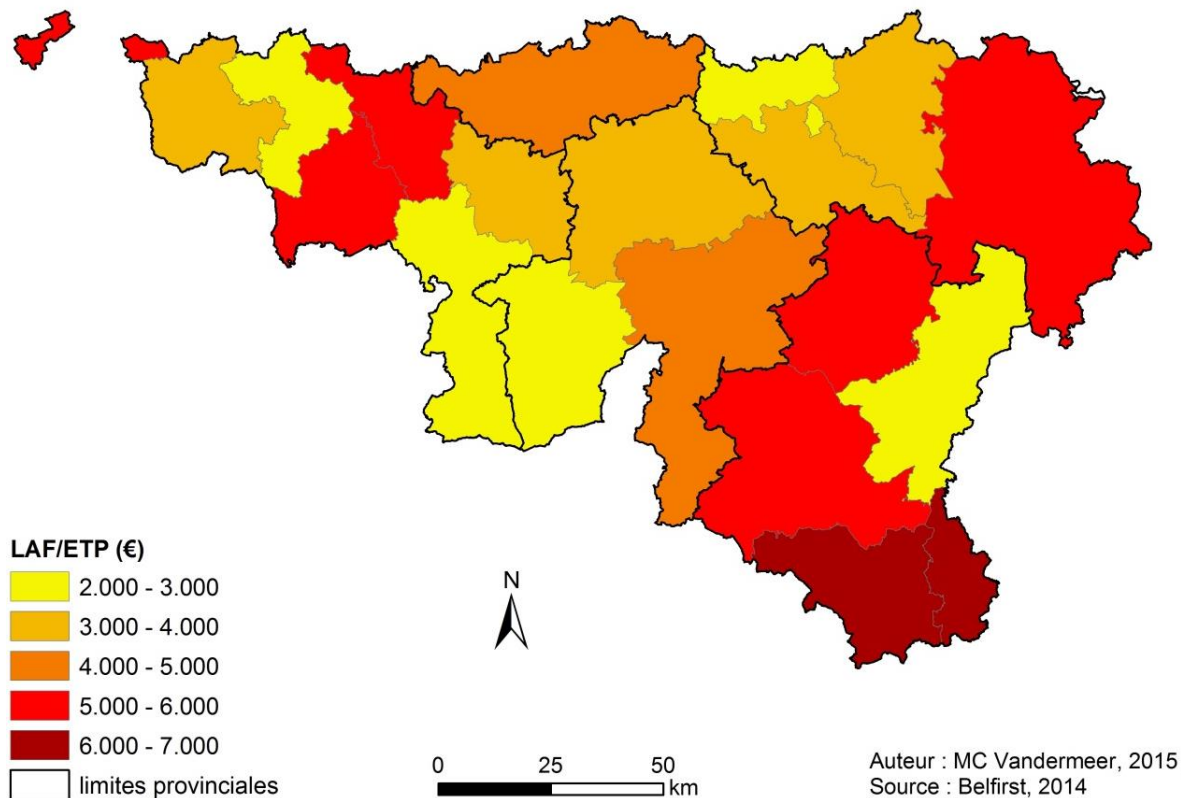 LAF/ETP (€)
2.000 - 3.000
3.000 - 4.000
4.000 - 5.000
5.000 - 6.000
6.000 - 7.000
limites provinciales
N
0 25 50
km
Auteur : MC Vandermeer, 2015
Source : Belfirst, 2014